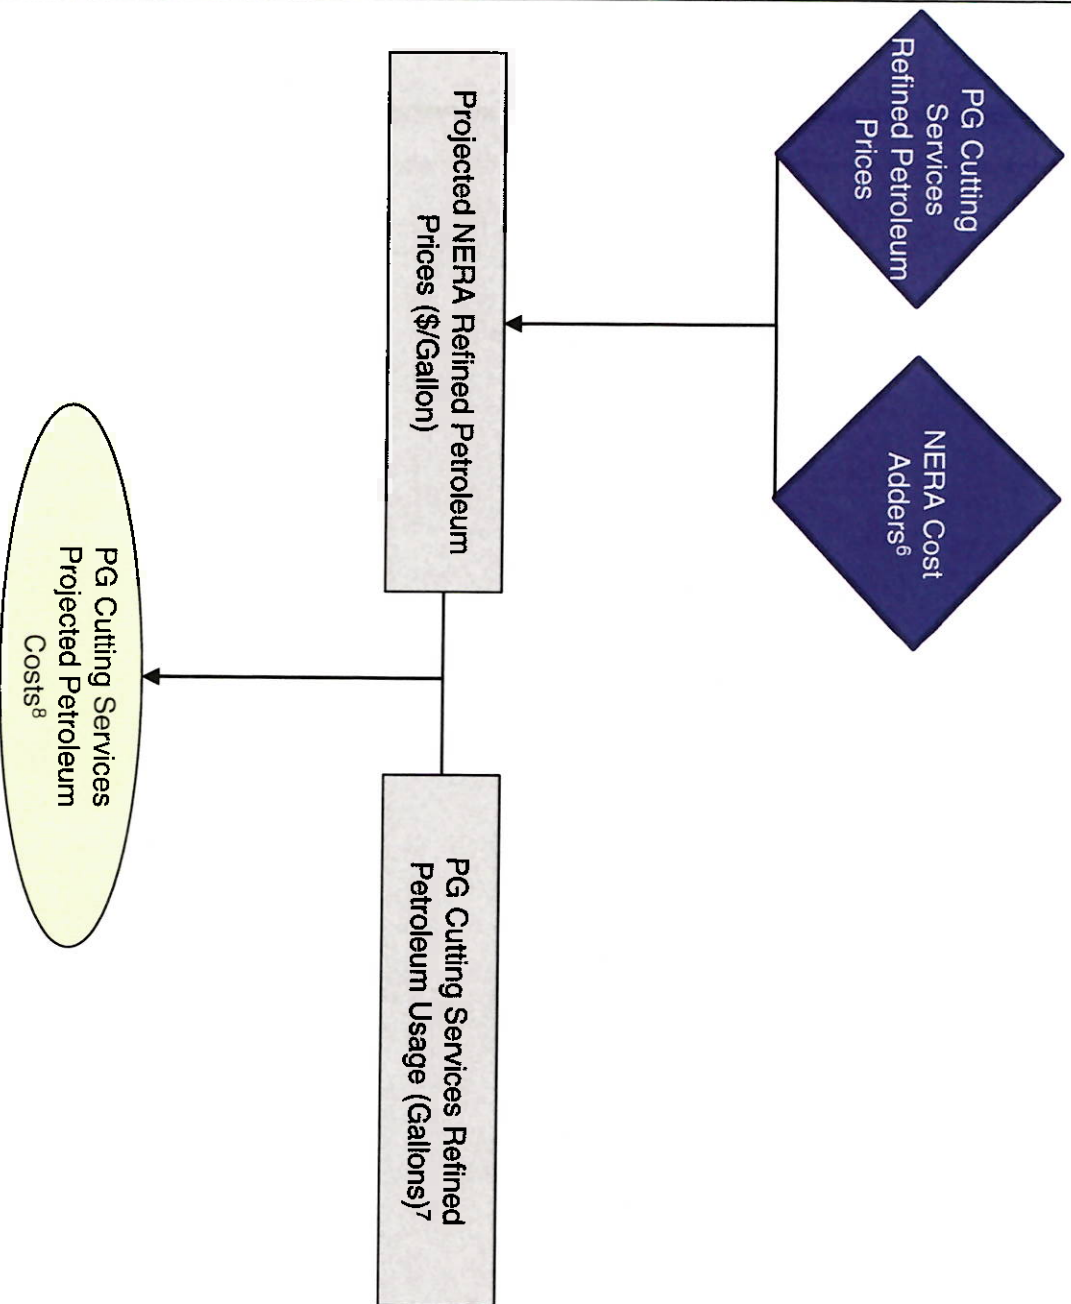 PG Cutting
Services
Refined Petroleum
Prices
NERA Cost
Adders⁶
Projected NERA Refined Petroleum
Prices ($/Gallon)
PG Cutting Services Refined
Petroleum Usage (Gallons)⁷
PG Cutting Services
Projected Petroleum
Costs⁸